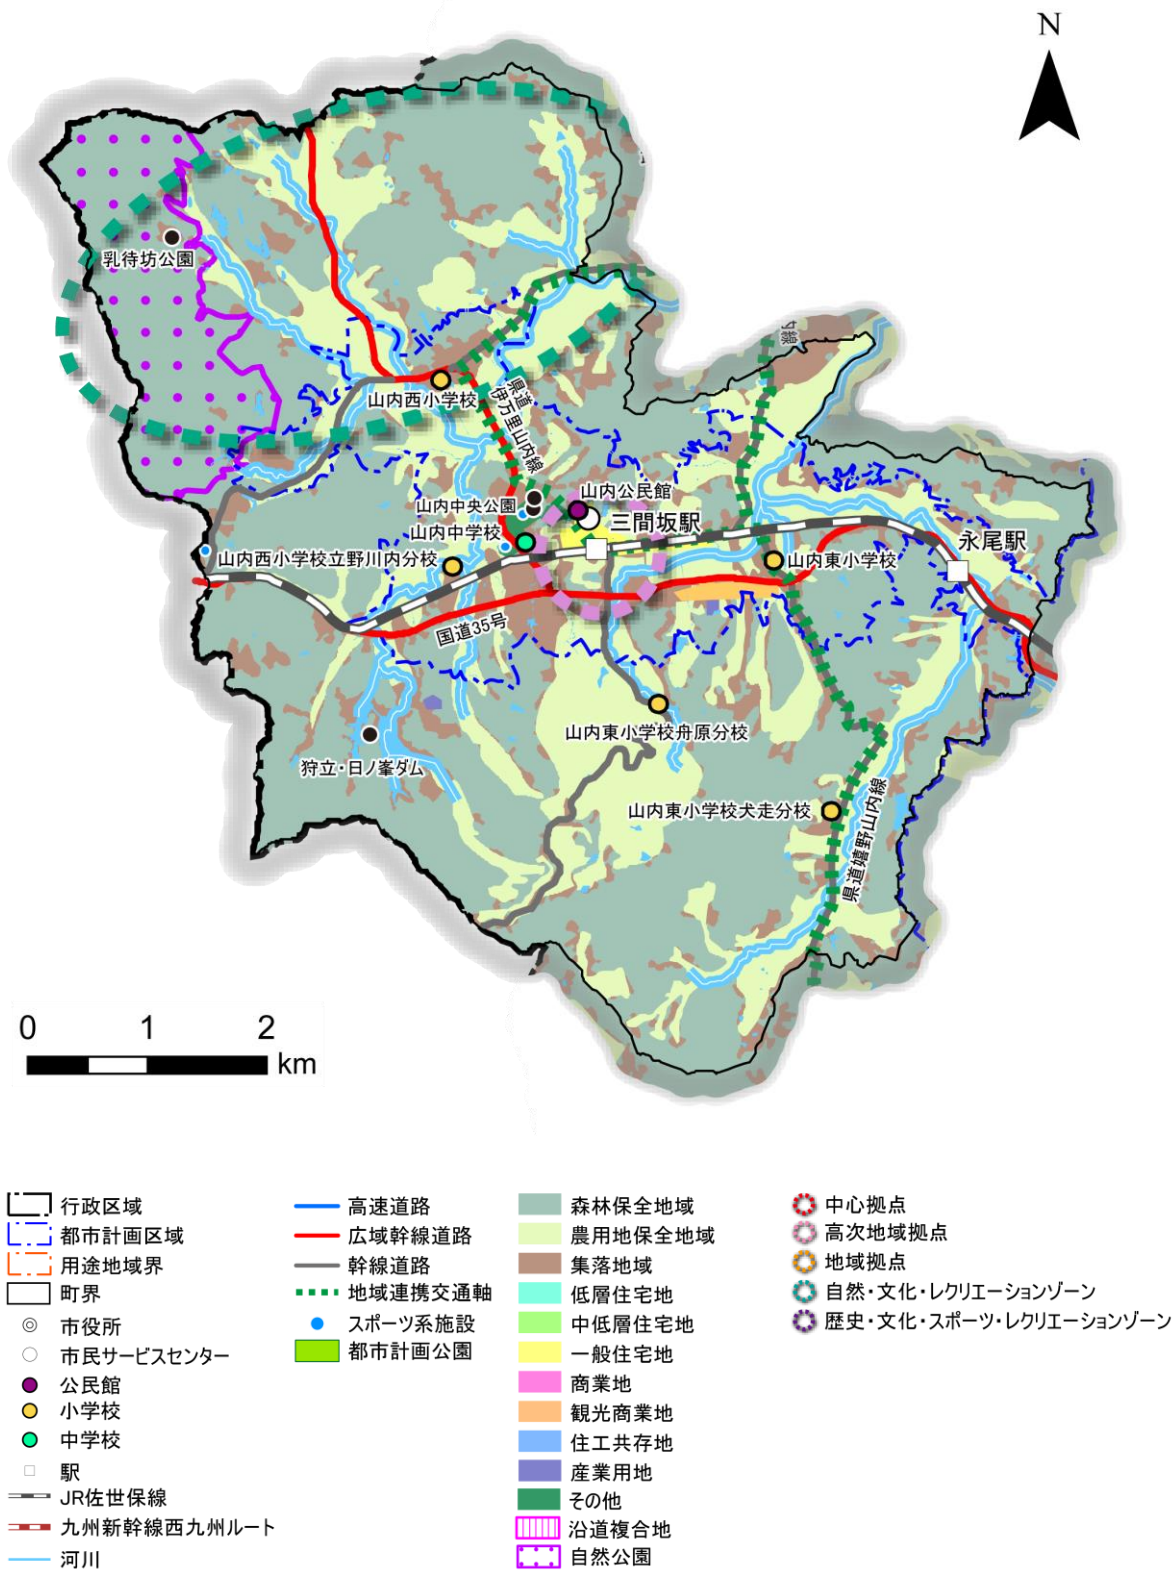 N
乳待坊公園
内線
山内西小学校
県道
伊万里山内線
山内公民館
山内中央公園
三間坂駅
山内中学校
永尾駅
山内西小学校立野川内分校
山内東小学校
国道35号
山内東小学校舟原分校
狩立・日ノ峯ダム
山内東小学校犬走分校
県道嬉野山内線
0 1 2
km
行政区域
都市計画区域
用途地域界
町界
市役所
市民サービスセンター
公民館
小学校
中学校
駅
JR佐世保線
九州新幹線西九州ルート
河川
高速道路
広域幹線道路
幹線道路
地域連携交通軸
スポーツ系施設
都市計画公園
森林保全地域
農用地保全地域
集落地域
低層住宅地
中低層住宅地
一般住宅地
商業地
観光商業地
住工共存地
産業用地
その他
沿道複合地
自然公園
中心拠点
高次地域拠点
地域拠点
自然・文化・レクリエーションゾーン
歴史・文化・スポーツ・レクリエーションゾーン